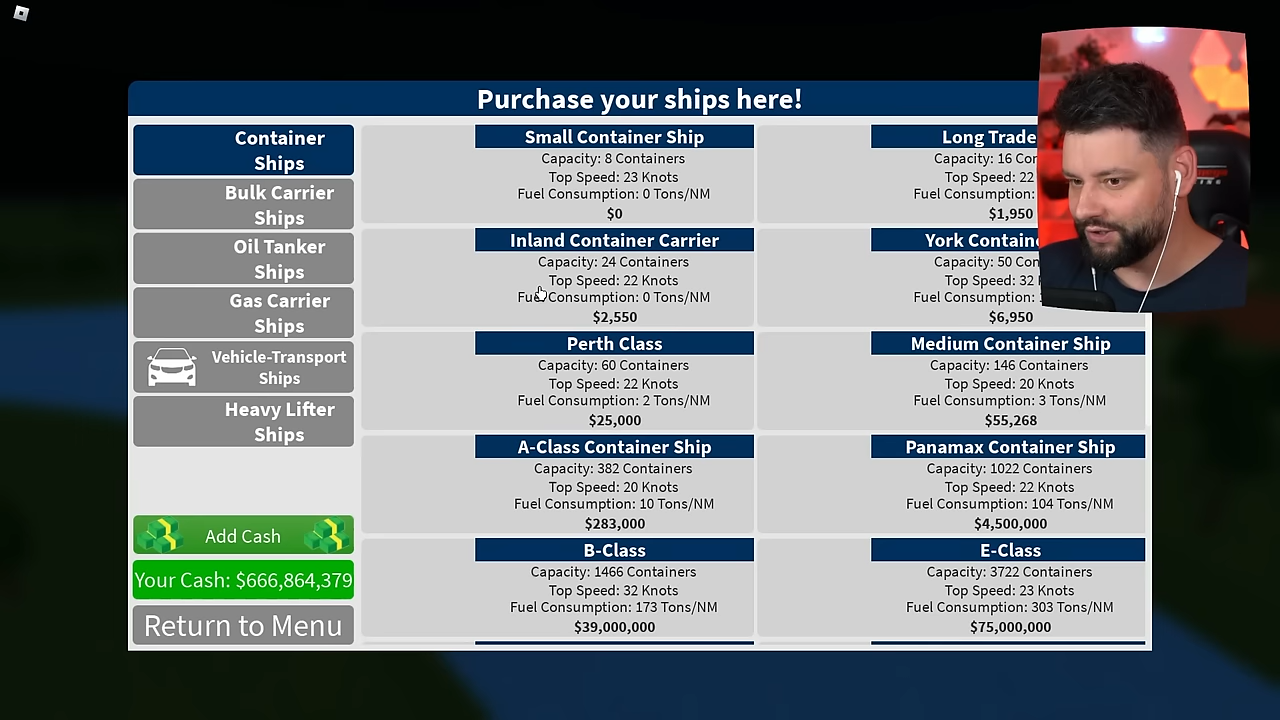 Purchase your ships here!
Container
Ships
Bulk Carrier
Ships
Oil Tanker
Ships
Gas Carrier
Ships
Vehicle-Transport
Ships
Heavy Lifter
Ships
Add Cash
Your Cash: $666,864,379
Return to Menu
Small Container Ship
Capacity: 8 Containers
Top Speed: 23 Knots
Fuel Consumption: 0 Tons/NM
$0
Long Trade
Capacity: 16 Con
Top Speed: 22
Fuel Consumption:
$1,950
Inland Container Carrier
Capacity: 24 Containers
Top Speed: 22 Knots
Fuel Consumption: 0 Tons/NM
$2,550
York Contain
Capacity: 50 Con
Top Speed: 32
Fuel Consumption:
$6,950
Perth Class
Capacity: 60 Containers
Top Speed: 22 Knots
Fuel Consumption: 2 Tons/NM
$25,000
Medium Container Ship
Capacity: 146 Containers
Top Speed: 20 Knots
Fuel Consumption: 3 Tons/NM
$55,268
A-Class Container Ship
Capacity: 382 Containers
Top Speed: 20 Knots
Fuel Consumption: 10 Tons/NM
$283,000
Panamax Container Ship
Capacity: 1022 Containers
Top Speed: 22 Knots
Fuel Consumption: 104 Tons/NM
$4,500,000
B-Class
Capacity: 1466 Containers
Top Speed: 32 Knots
Fuel Consumption: 173 Tons/NM
$39,000,000
E-Class
Capacity: 3722 Containers
Top Speed: 23 Knots
Fuel Consumption: 303 Tons/NM
$75,000,000